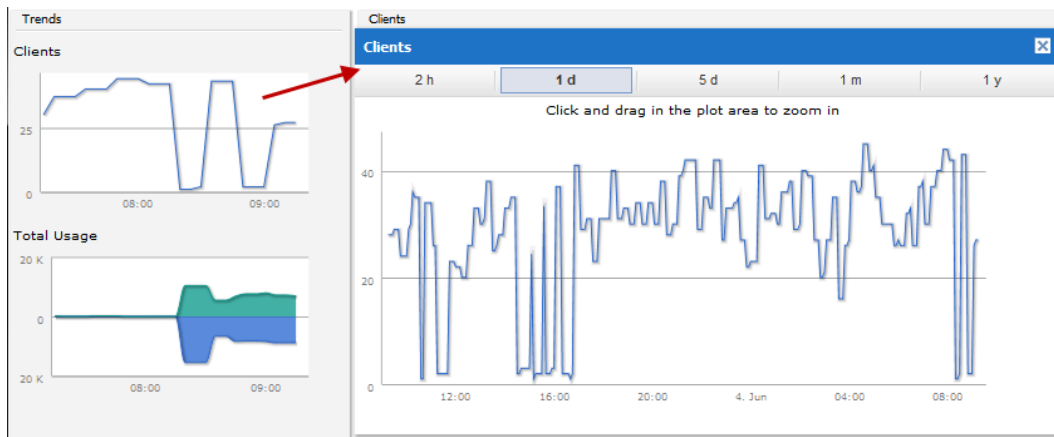 Trends
Clients
25
0
08:00 09:00
Total Usage
20 K
0
20 K
08:00 09:00
Clients
Clients
2 h 1 d 5 d 1 m 1 y
Click and drag in the plot area to zoom in
40
20
0
12:00 16:00 20:00 4. Jun 04:00 08:00